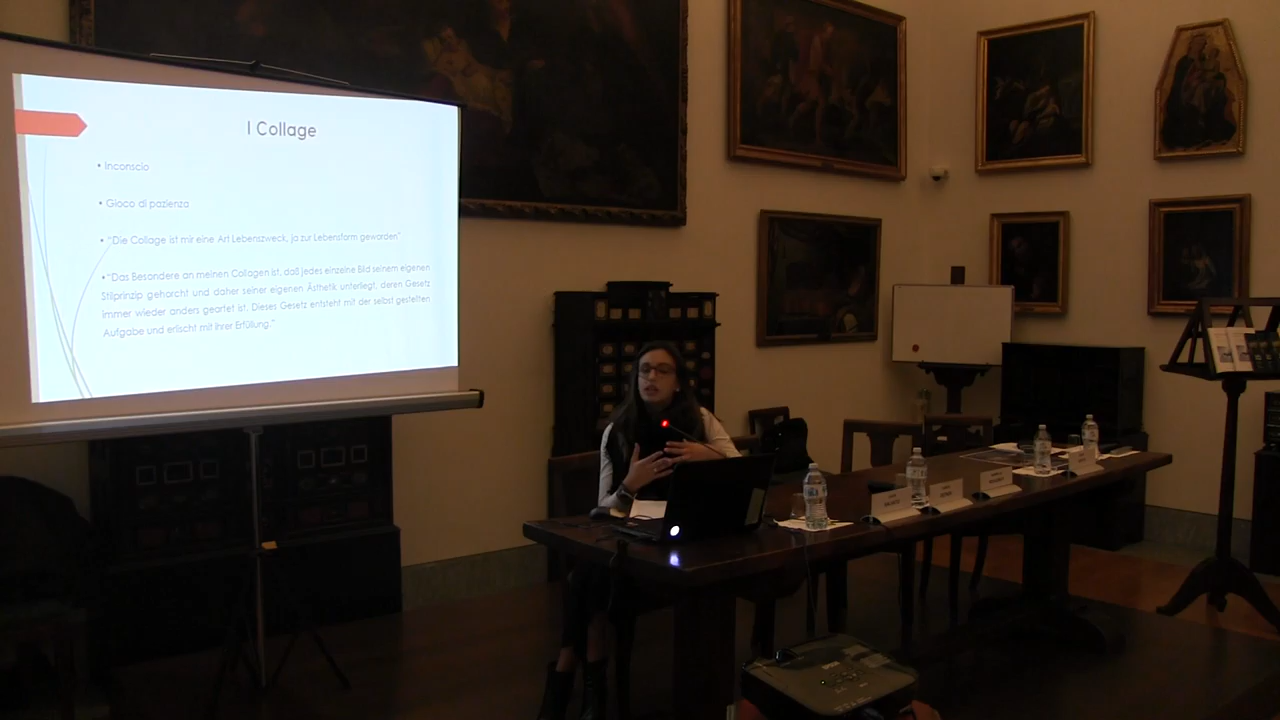 I Collage
• Inconscio
• Gioco di pazienza
• "Die Collage ist mir eine Art Lebenszweck, ja zur Lebensform geworden"
•"Das Besondere an meinen Collagen ist, daß jedes einzelne Bild seinem eigenen
Stilprinzip gehorcht und daher seiner eigenen Ästhetik unterliegt, deren Gesetz
immer wieder anders geartet ist. Dieses Gesetz entsteht mit der selbst gestellten
Aufgabe und erlischt mit ihrer Erfüllung."